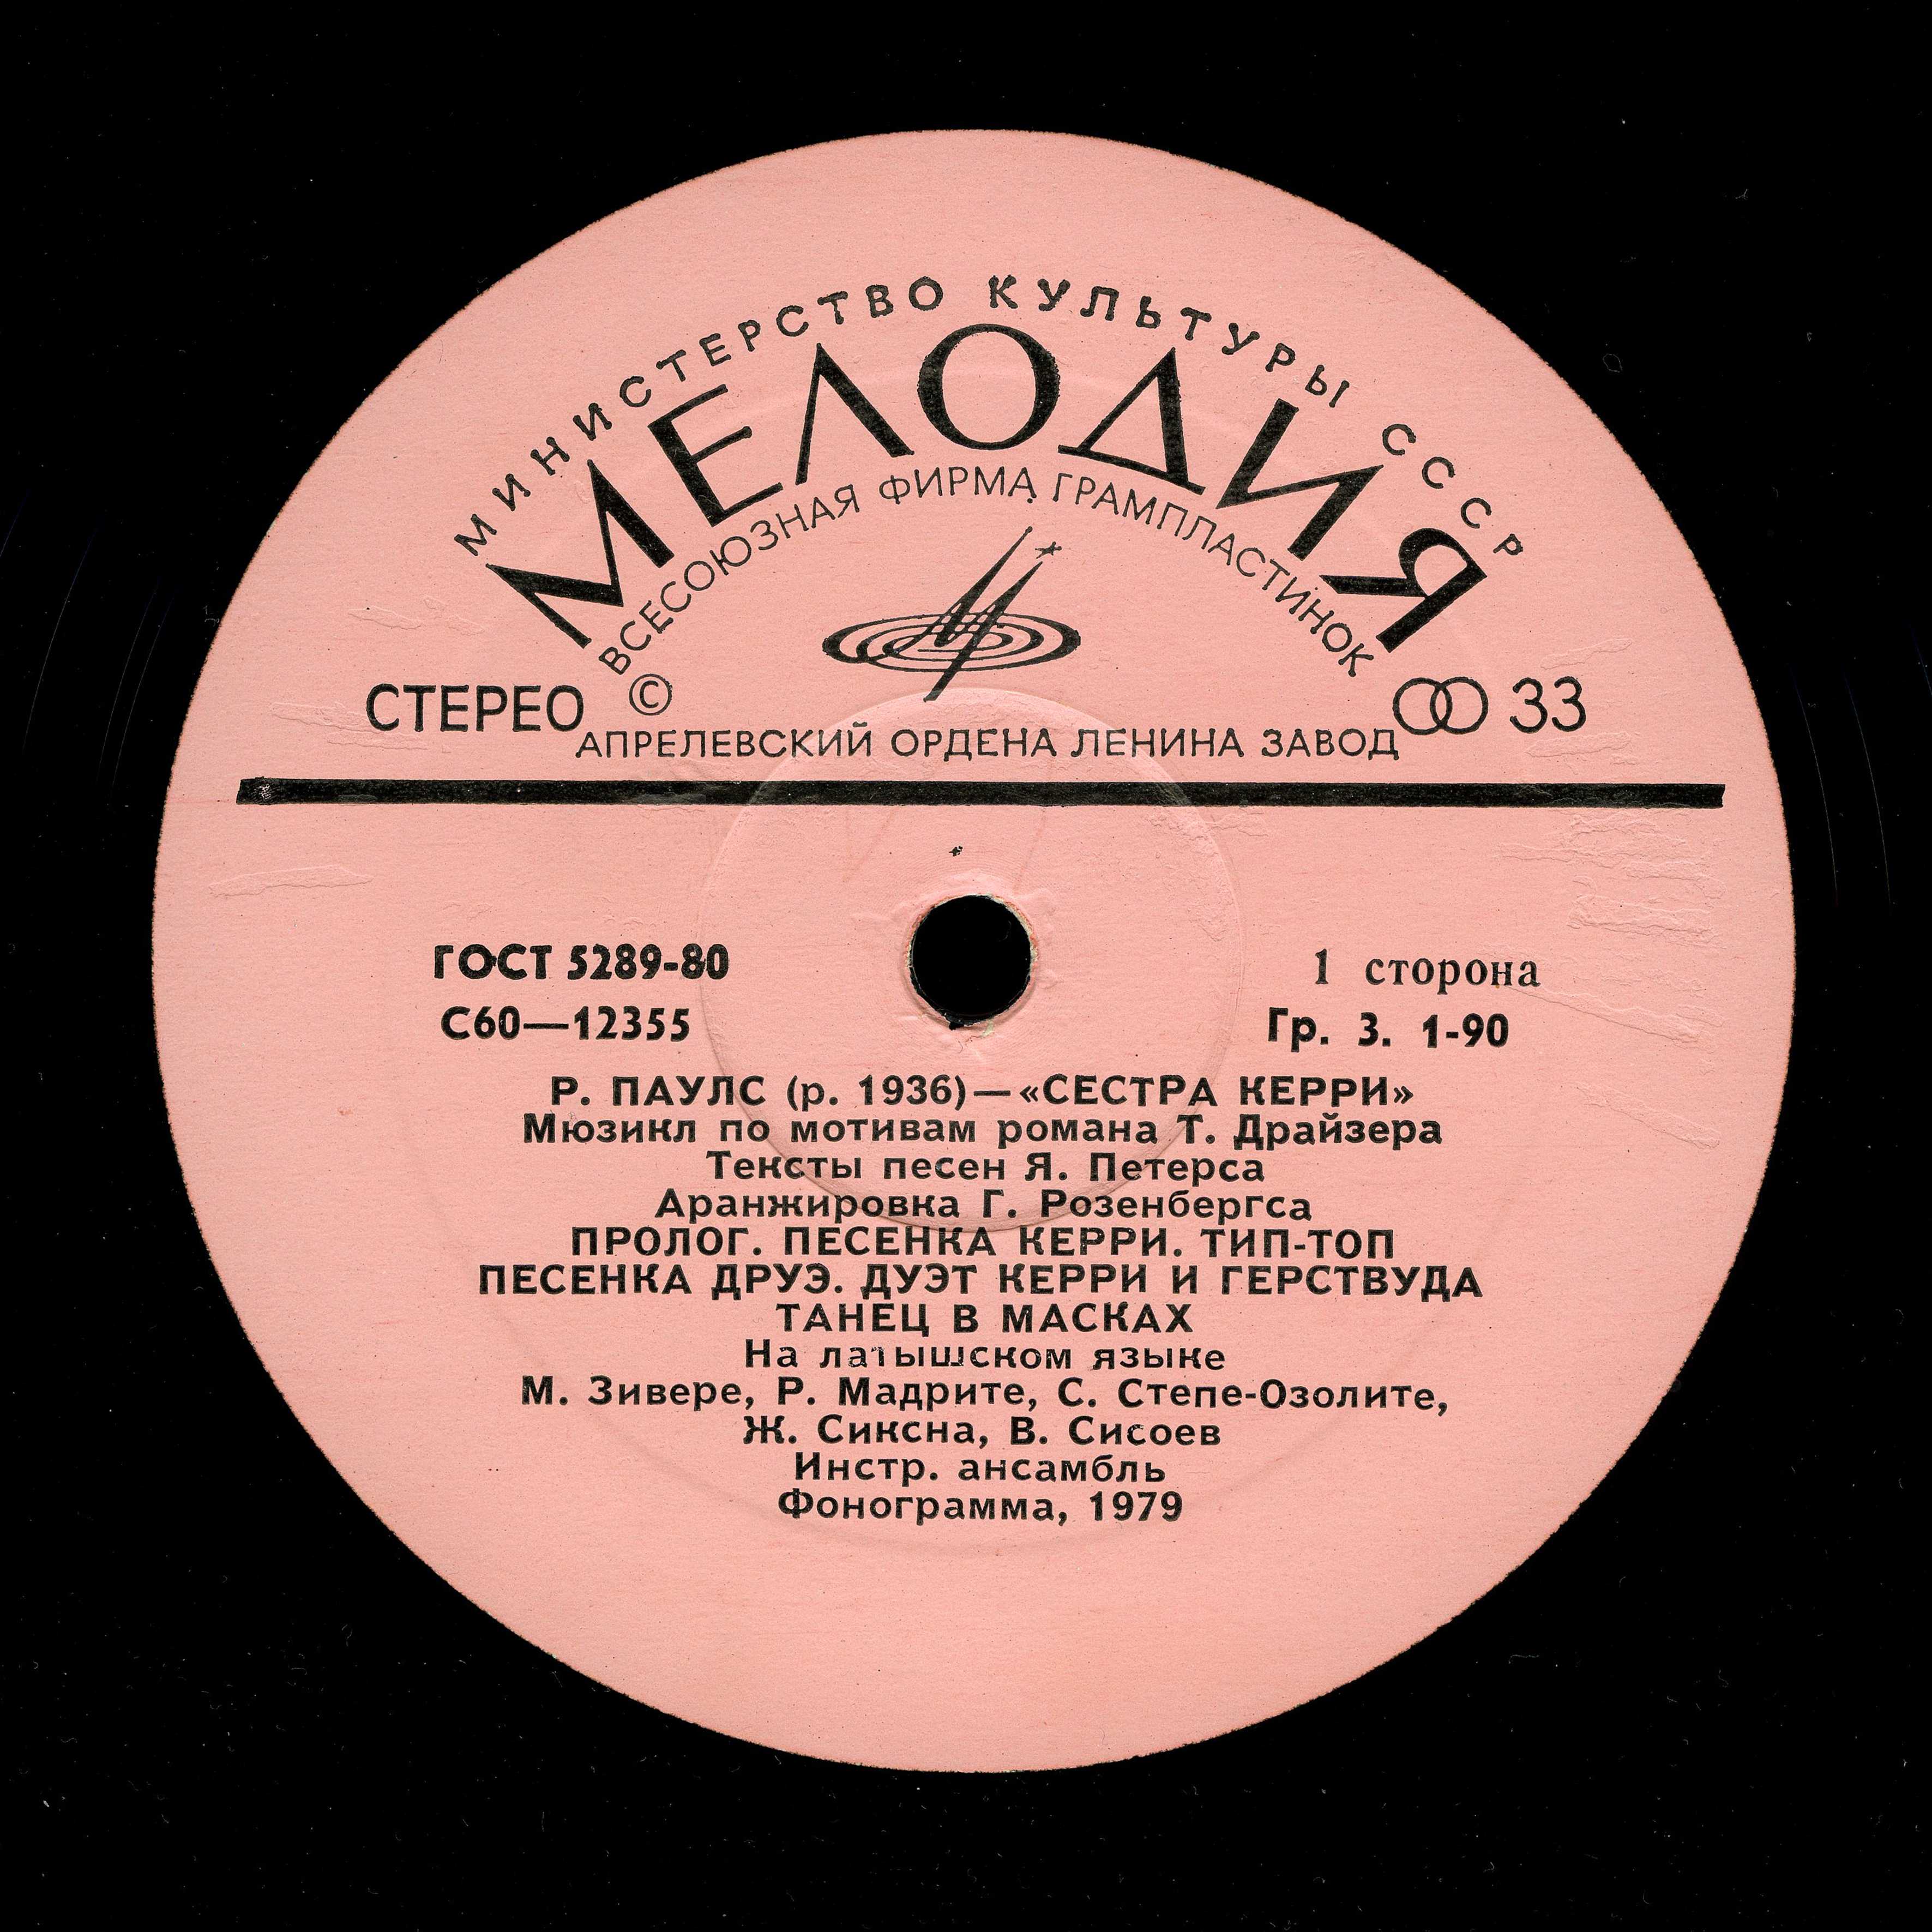 МИНИСТЕРСТВО КУЛЬТУРЫ СССР
МЕЛОДИЯ
ВСЕСОЮЗНАЯ ФИРМА ГРАМПЛАСТИНОК
СТЕРЕО © 33
АПРЕЛЕВСКИЙ ОРДЕНА ЛЕНИНА ЗАВОД
ГОСТ 5289-80 1 сторона
С60—12355 Гр. 3. 1-90
Р. ПАУЛС (р. 1936)—«СЕСТРА КЕРРИ»
Мюзикл по мотивам романа Т. Драйзера
Тексты песен Я. Петерса
Аранжировка Г. Розенбергса
ПРОЛОГ. ПЕСЕНКА КЕРРИ. ТИП-ТОП
ПЕСЕНКА ДРУЭ. ДУЭТ КЕРРИ И ГЕРСТВУДА
ТАНЕЦ В МАСКАХ
На латышском языке
М. Зивере, Р. Мадрите, С. Степе-Озолите,
Ж. Сиксна, В. Сисоев
Инстр. ансамбль
Фонограмма, 1979